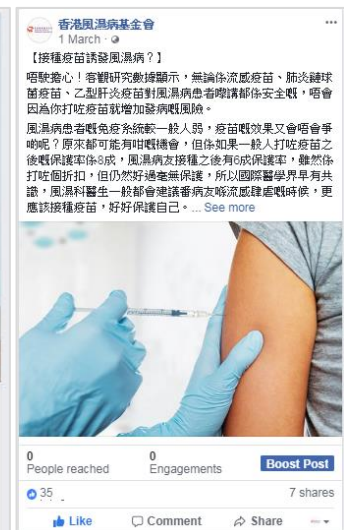 香港風濕病基金會
1 March
【接種疫苗誘發風濕病？】
唔駛擔心！客觀研究數據顯示，無論係流感疫苗、肺炎鏈球
菌疫苗、乙型肝炎疫苗對風濕病患者嚟講都係安全嘅，唔會
因為你打咗疫苗就增加發病嘅風險。
風濕病患者嘅免疫系統較一般人弱，疫苗嘅效果又會唔會爭
啲呢？原來都可能有咁嘅機會，但係如果一般人打咗疫苗之
後嘅保護率係8成，風濕病友接種之後有6成保護率，雖然係
打咗個折扣，但仍然好過毫無保護，所以國際醫學界早有共
識，風濕科醫生一般都會建議番病友喺流感肆虐嘅時候，更
應該接種疫苗，好好保護自己。... See more
0
People reached
0
Engagements
Boost Post
35
7 shares
Like
Comment
Share